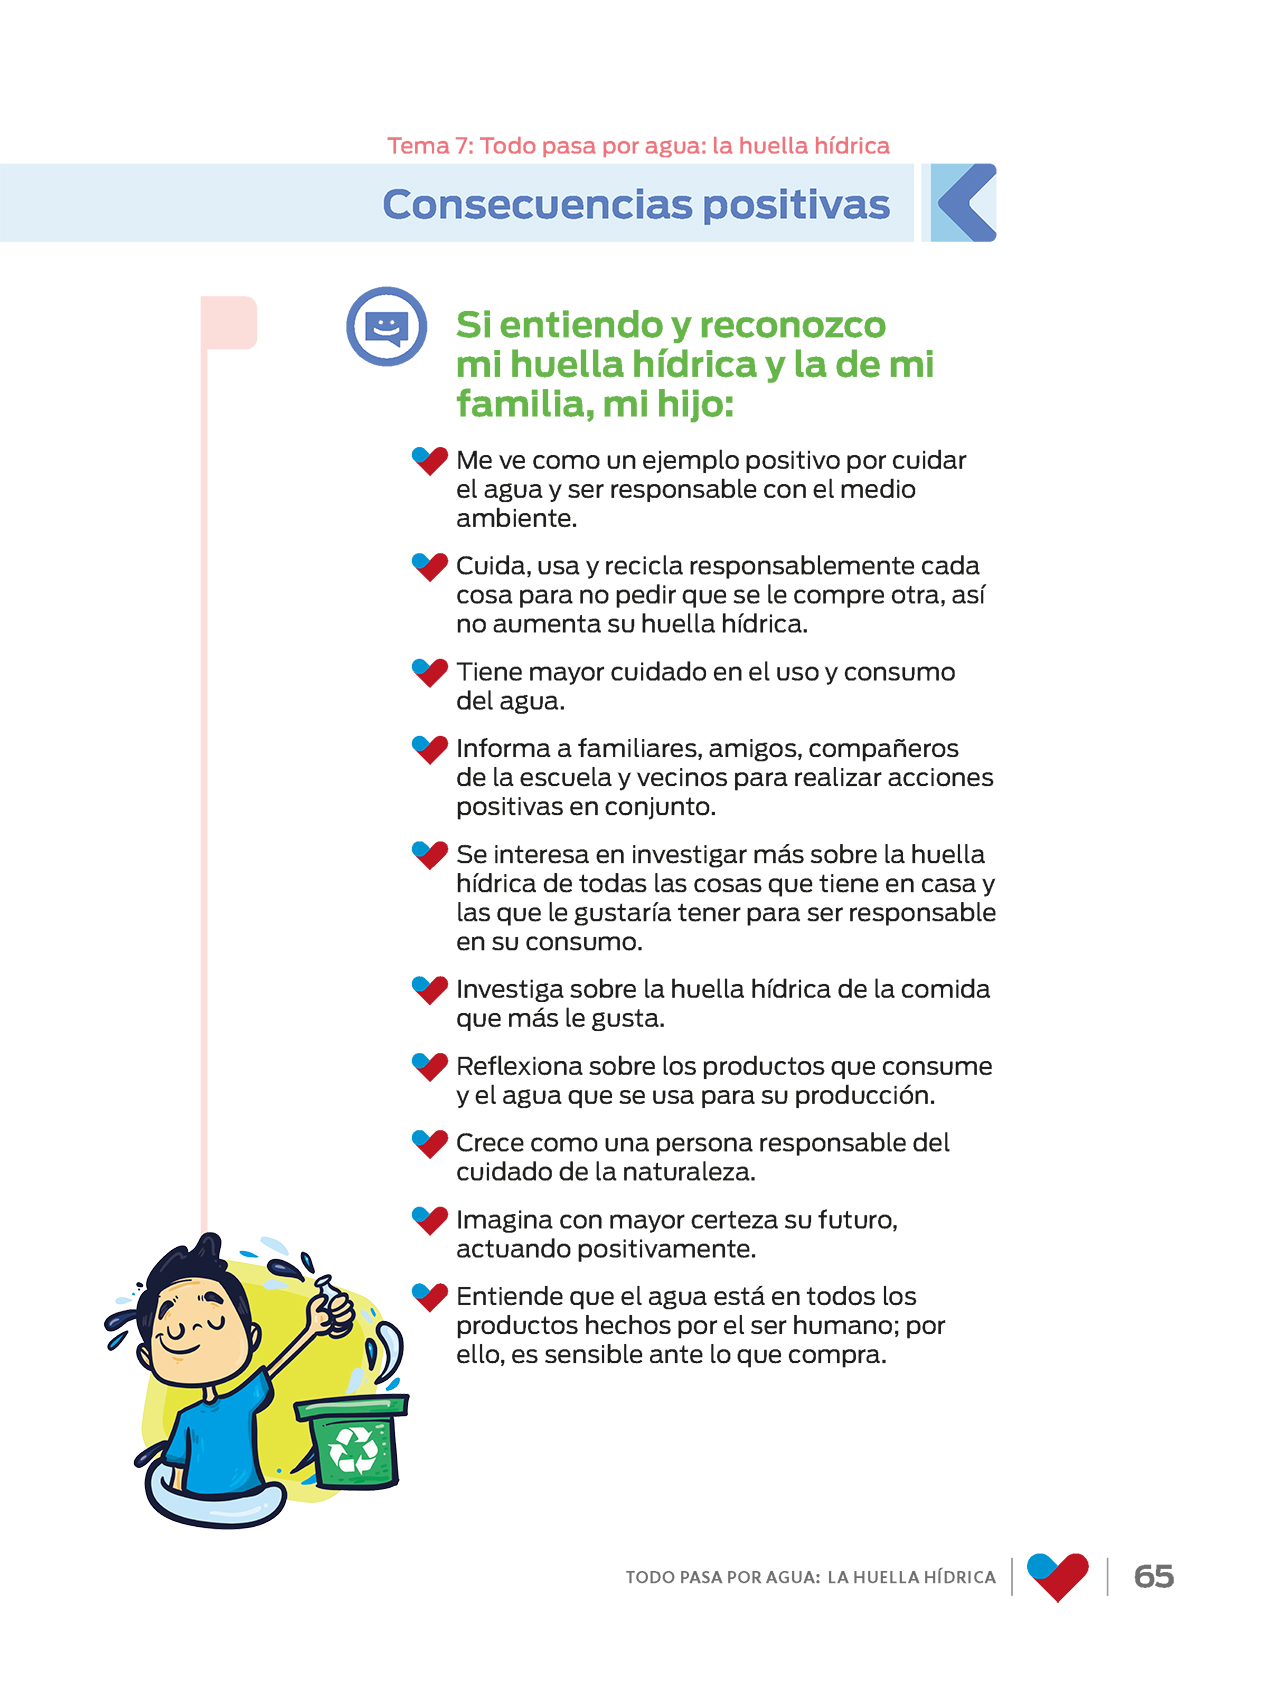 Tema 7: Todo pasa por agua: la huella hídrica
Consecuencias positivas
Si entiendo y reconozco
mi huella hídrica y la de mi
familia, mi hijo:
Me ve como un ejemplo positivo por cuidar
el agua y ser responsable con el medio
ambiente.
Cuida, usa y recicla responsablemente cada
cosa para no pedir que se le compre otra, así
no aumenta su huella hídrica.
Tiene mayor cuidado en el uso y consumo
del agua.
Informa a familiares, amigos, compañeros
de la escuela y vecinos para realizar acciones
positivas en conjunto.
Se interesa en investigar más sobre la huella
hídrica de todas las cosas que tiene en casa y
las que le gustaría tener para ser responsable
en su consumo.
Investiga sobre la huella hídrica de la comida
que más le gusta.
Reflexiona sobre los productos que consume
y el agua que se usa para su producción.
Crece como una persona responsable del
cuidado de la naturaleza.
Imagina con mayor certeza su futuro,
actuando positivamente.
Entiende que el agua está en todos los
productos hechos por el ser humano; por
ello, es sensible ante lo que compra.
TODO PASA POR AGUA: LA HUELLA HÍDRICA
65